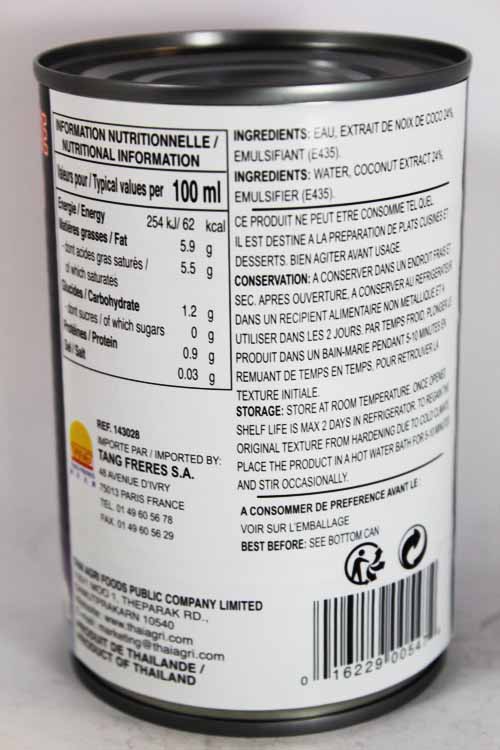 INFORMATION NUTRITIONNELLE /
NUTRITIONAL INFORMATION
Valeurs pour / Typical values per 100 ml
Energie / Energy 254 kJ/ 62 kcal
Matières grasses / Fat 5.9 g
- dont acides gras saturés / 5.5 g
of which saturates
Glucides / Carbohydrate 1.2 g
- dont sucres / of which sugars 0 g
Protéines / Protein 0.9 g
Sel / Salt 0.03 g
INGREDIENTS: EAU, EXTRAIT DE NOIX DE COCO 24%,
EMULSIFIANT (E435).
INGREDIENTS: WATER, COCONUT EXTRACT 24%,
EMULSIFIER (E435).
CE PRODUIT NE PEUT ETRE CONSOMME TEL QUEL.
IL EST DESTINE A LA PREPARATION DE PLATS CUISINES ET
DESSERTS. BIEN AGITER AVANT USAGE.
CONSERVATION: A CONSERVER DANS UN ENDROIT FRAIS ET
SEC. APRES OUVERTURE, A CONSERVER AU REFRIGERATEUR
DANS UN RECIPIENT ALIMENTAIRE NON METALLIQUE ET A
UTILISER DANS LES 2 JOURS. PAR TEMPS FROID, PLONGER LE
PRODUIT DANS UN BAIN-MARIE PENDANT 5-10 MINUTES EN
REMUANT DE TEMPS EN TEMPS, POUR RETROUVER LA
TEXTURE INITIALE.
STORAGE: STORE AT ROOM TEMPERATURE. ONCE OPENED
SHELF LIFE IS MAX 2 DAYS IN REFRIGERATOR. TO REGAIN THE
ORIGINAL TEXTURE FROM HARDENING DUE TO COLD CLIMATE
PLACE THE PRODUCT IN A HOT WATER BATH FOR 5-10 MINUTES
AND STIR OCCASIONALLY.
A CONSOMMER DE PREFERENCE AVANT LE :
VOIR SUR L'EMBALLAGE
BEST BEFORE: SEE BOTTOM CAN
REF. 143028
IMPORTE PAR / IMPORTED BY:
TANG FRERES S.A.
48 AVENUE D'IVRY
75013 PARIS FRANCE
TEL. 01 49 60 56 78
FAX. 01 49 60 56 29
THAI AGRI FOODS PUBLIC COMPANY LIMITED
MOO 1, THEPARAK RD.,
10540
www.thaiagri.com
marketing@thaiagri.com
PRODUIT DE THAILANDE /
PRODUCT OF THAILAND
0 16229 0054